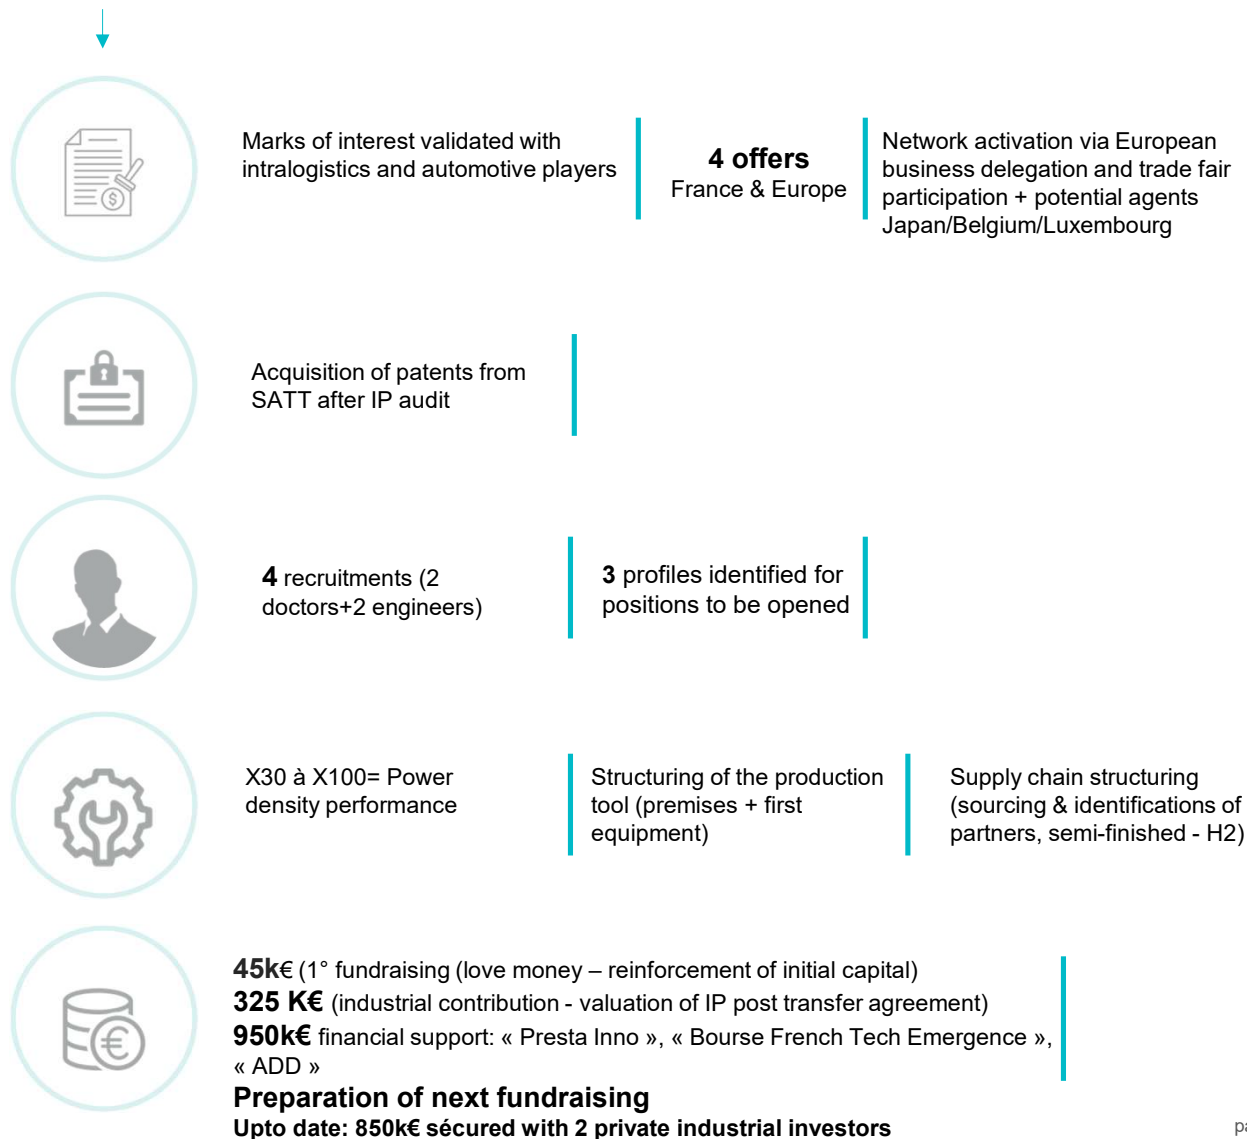 Marks of interest validated with
intralogistics and automotive players
4 offers
France & Europe
Network activation via European
business delegation and trade fair
participation + potential agents
Japan/Belgium/Luxembourg
Acquisition of patents from
SATT after IP audit
4 recruitments (2
doctors+2 engineers)
3 profiles identified for
positions to be opened
X30 à X100= Power
density performance
Structuring of the production
tool (premises + first
equipment)
Supply chain structuring
(sourcing & identifications of
partners, semi-finished - H2)
45k€ (1° fundraising (love money – reinforcement of initial capital)
325 K€ (industrial contribution - valuation of IP post transfer agreement)
950k€ financial support: « Presta Inno », « Bourse French Tech Emergence »,
« ADD »
Preparation of next fundraising
Upto date: 850k€ sécured with 2 private industrial investors
pa